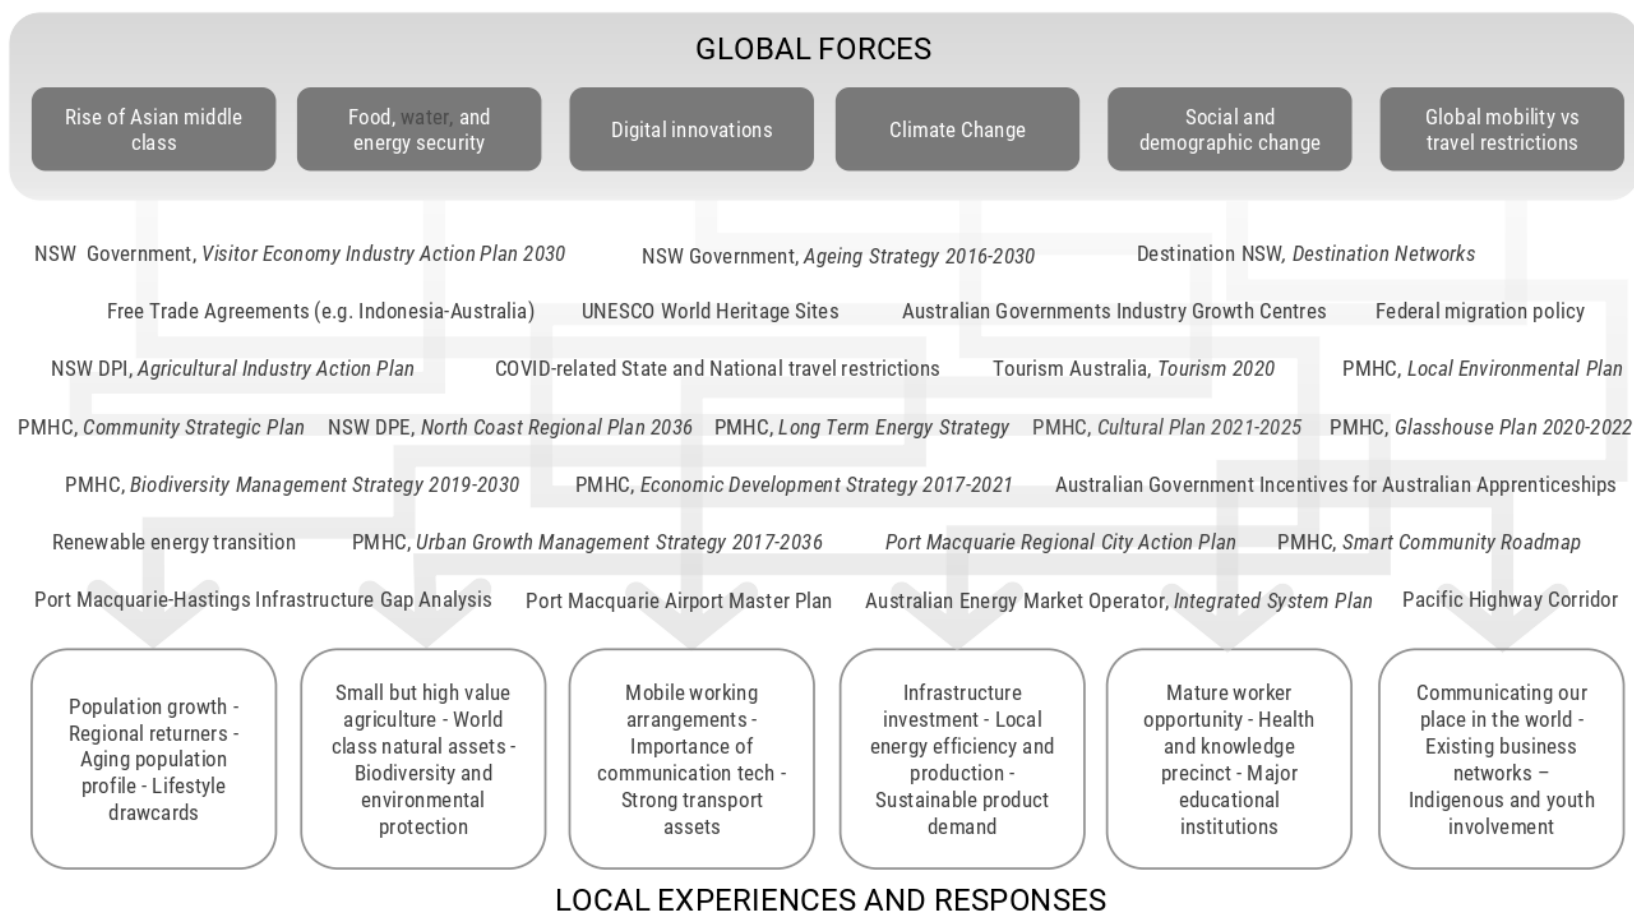 GLOBAL FORCES
Rise of Asian middle
class
Food, water, and
energy security
Digital innovations
Climate Change
Social and
demographic change
Global mobility vs
travel restrictions
NSW Government, Visitor Economy Industry Action Plan 2030
NSW Government, Ageing Strategy 2016-2030
Destination NSW, Destination Networks
Free Trade Agreements (e.g. Indonesia-Australia)
UNESCO World Heritage Sites
Australian Governments Industry Growth Centres
Federal migration policy
NSW DPI, Agricultural Industry Action Plan
COVID-related State and National travel restrictions
Tourism Australia, Tourism 2020
PMHC, Local Environmental Plan
PMHC, Community Strategic Plan
NSW DPE, North Coast Regional Plan 2036
PMHC, Long Term Energy Strategy
PMHC, Cultural Plan 2021-2025
PMHC, Glasshouse Plan 2020-2022
PMHC, Biodiversity Management Strategy 2019-2030
PMHC, Economic Development Strategy 2017-2021
Australian Government Incentives for Australian Apprenticeships
Renewable energy transition
PMHC, Urban Growth Management Strategy 2017-2036
Port Macquarie Regional City Action Plan
PMHC, Smart Community Roadmap
Port Macquarie-Hastings Infrastructure Gap Analysis
Port Macquarie Airport Master Plan
Australian Energy Market Operator, Integrated System Plan
Pacific Highway Corridor
Population growth -
Regional returners -
Aging population
profile - Lifestyle
drawcards
Small but high value
agriculture - World
class natural assets -
Biodiversity and
environmental
protection
Mobile working
arrangements -
Importance of
communication tech -
Strong transport
assets
Infrastructure
investment - Local
energy efficiency and
production -
Sustainable product
demand
Mature worker
opportunity - Health
and knowledge
precinct - Major
educational
institutions
Communicating our
place in the world -
Existing business
networks –
Indigenous and youth
involvement
LOCAL EXPERIENCES AND RESPONSES